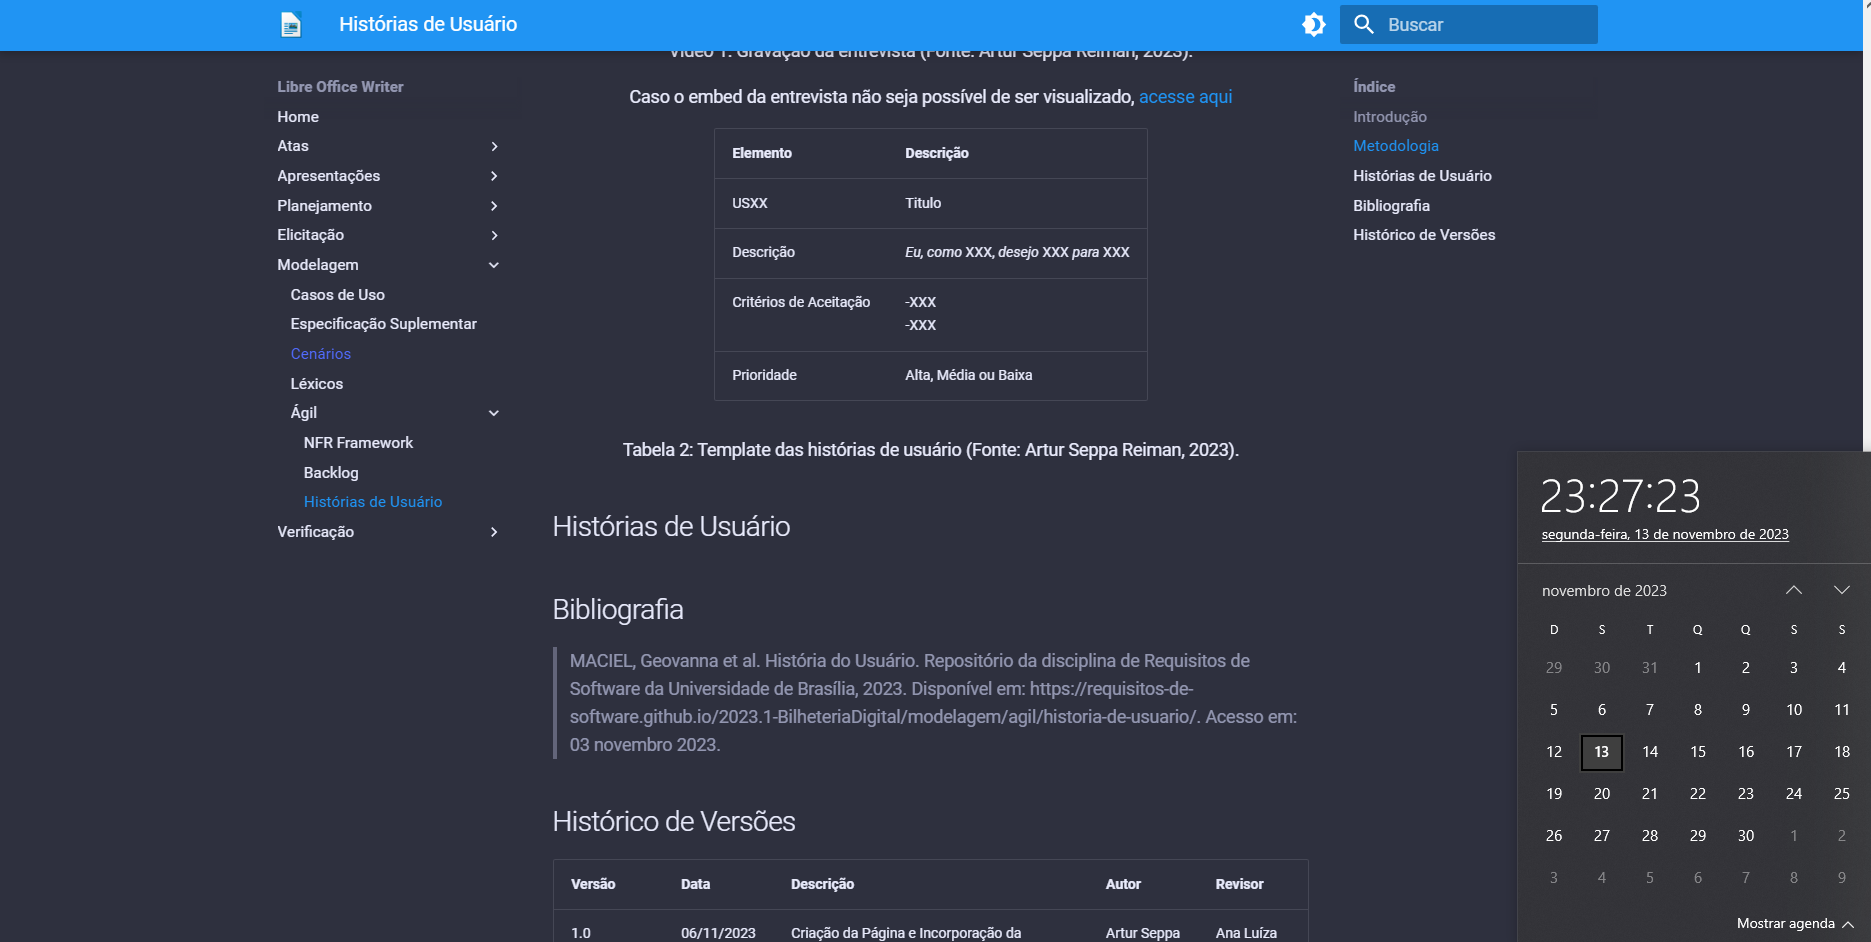 Histórias de Usuário
Buscar
Vídeo 1: Gravação da entrevista (Fonte: Artur Seppa Reiman, 2023).
Libre Office Writer
Home
Atas
Apresentações
Planejamento
Elicitação
Modelagem
Casos de Uso
Especificação Suplementar
Cenários
Léxicos
Ágil
NFR Framework
Backlog
Histórias de Usuário
Verificação
Caso o embed da entrevista não seja possível de ser visualizado, acesse aqui
Elemento Descrição
USXX Titulo
Descrição Eu, como XXX, desejo XXX para XXX
Critérios de Aceitação -XXX
-XXX
Prioridade Alta, Média ou Baixa
Tabela 2: Template das histórias de usuário (Fonte: Artur Seppa Reiman, 2023).
Histórias de Usuário
Bibliografia
MACIEL, Geovanna et al. História do Usuário. Repositório da disciplina de Requisitos de
Software da Universidade de Brasília, 2023. Disponível em: https://requisitos-de-
software.github.io/2023.1-BilheteriaDigital/modelagem/agil/historia-de-usuario/. Acesso em:
03 novembro 2023.
Histórico de Versões
Versão Data Descrição Autor Revisor
1.0 06/11/2023 Criação da Página e Incorporação da Artur Seppa Ana Luíza
Índice
Introdução
Metodologia
Histórias de Usuário
Bibliografia
Histórico de Versões
23:27:23
segunda-feira, 13 de novembro de 2023
novembro de 2023
D S T Q Q S S
29 30 31 1 2 3 4
5 6 7 8 9 10 11
12 13 14 15 16 17 18
19 20 21 22 23 24 25
26 27 28 29 30 1 2
3 4 5 6 7 8 9
Mostrar agenda